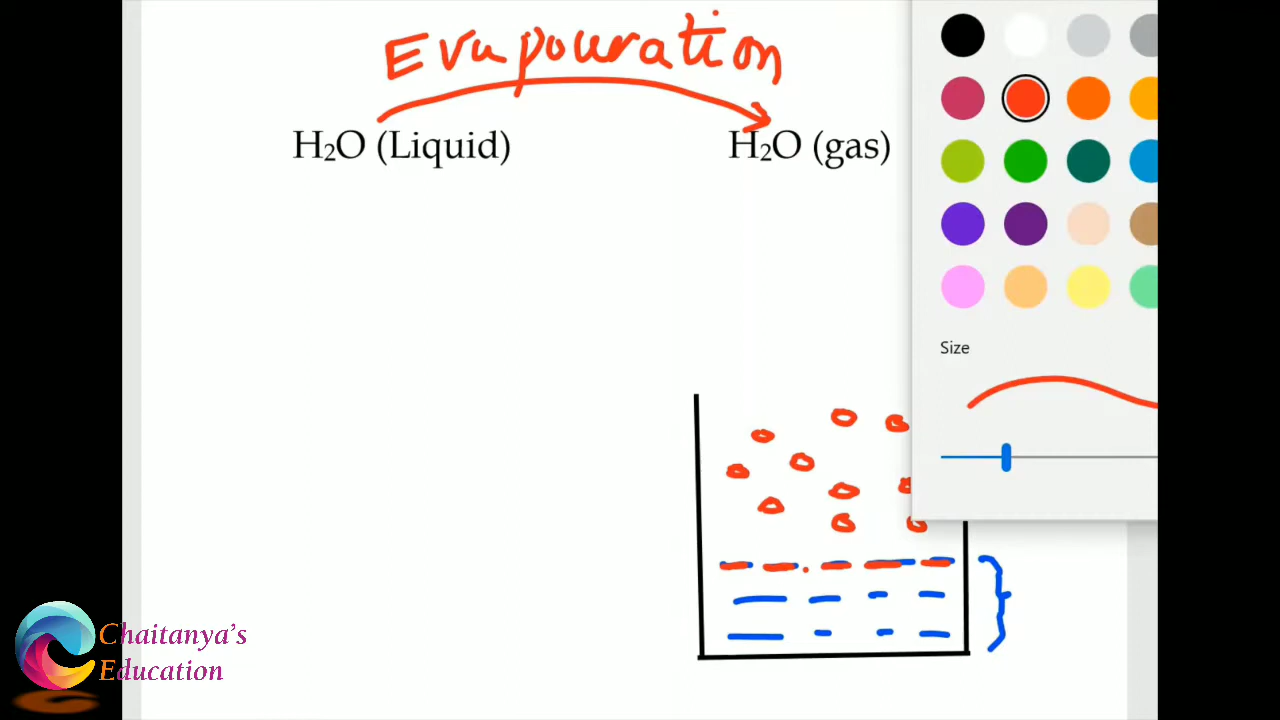 Evapouration
H₂O (Liquid) H₂O (gas)
Size
Chaitanya's
Education